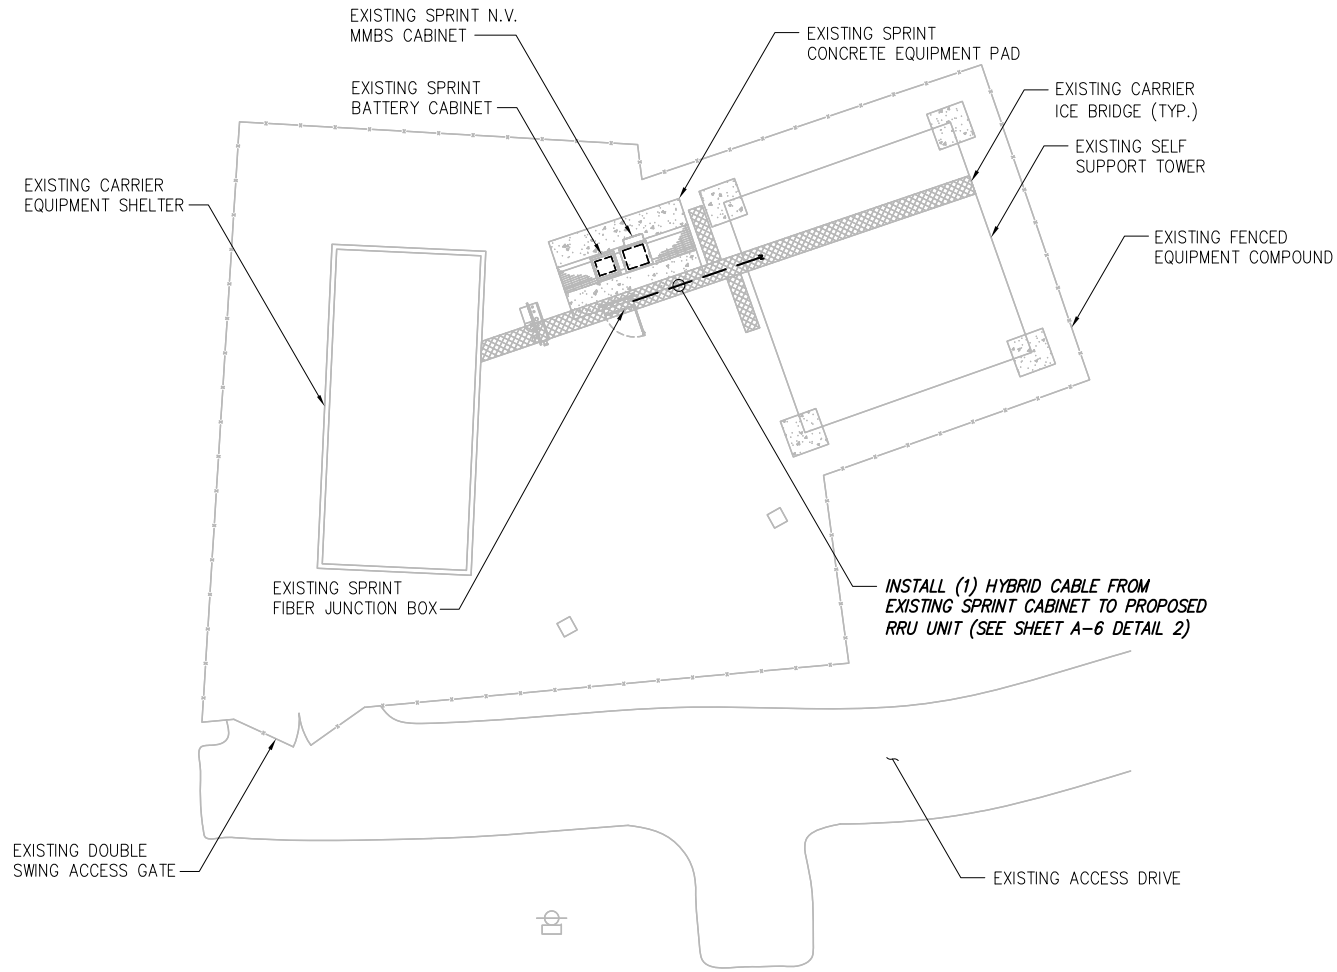 EXISTING SPRINT N.V.
MMBS CABINET
EXISTING SPRINT
CONCRETE EQUIPMENT PAD
EXISTING SPRINT
BATTERY CABINET
EXISTING CARRIER
ICE BRIDGE (TYP.)
EXISTING SELF
SUPPORT TOWER
EXISTING CARRIER
EQUIPMENT SHELTER
EXISTING FENCED
EQUIPMENT COMPOUND
EXISTING SPRINT
FIBER JUNCTION BOX
INSTALL (1) HYBRID CABLE FROM
EXISTING SPRINT CABINET TO PROPOSED
RRU UNIT (SEE SHEET A-6 DETAIL 2)
EXISTING DOUBLE
SWING ACCESS GATE
EXISTING ACCESS DRIVE